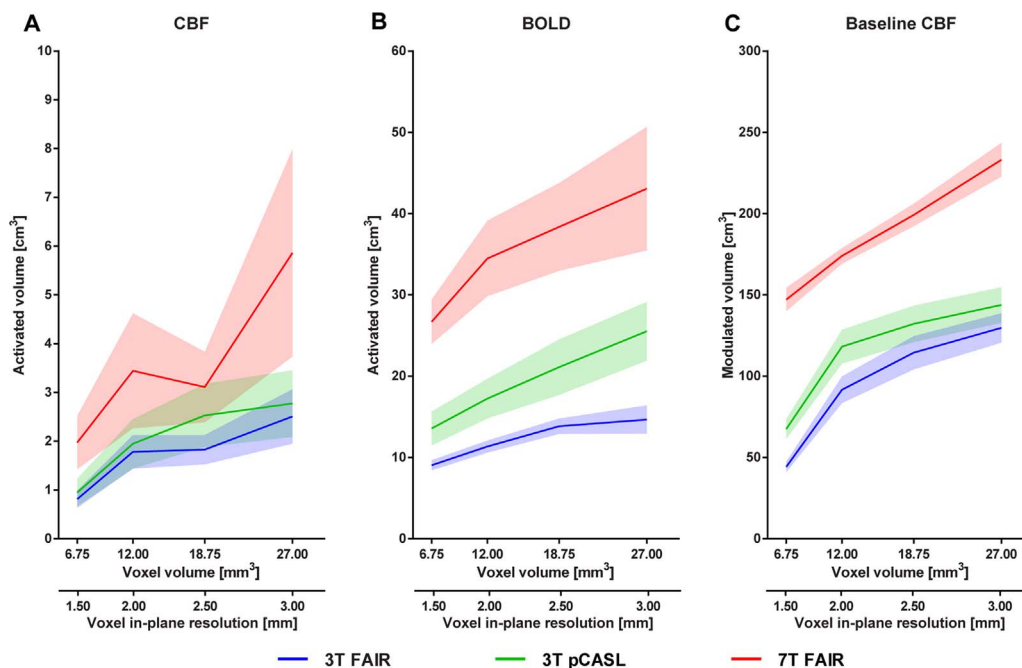 A CBF
Activated volume [cm³]
10
9
8
7
6
5
4
3
2
1
0
6.75 12.00 18.75 27.00
Voxel volume [mm³]
1.50 2.00 2.50 3.00
Voxel in-plane resolution [mm]
B BOLD
Activated volume [cm³]
60
50
40
30
20
10
0
6.75 12.00 18.75 27.00
Voxel volume [mm³]
1.50 2.00 2.50 3.00
Voxel in-plane resolution [mm]
C Baseline CBF
Modulated volume [cm³]
300
250
200
150
100
50
0
6.75 12.00 18.75 27.00
Voxel volume [mm³]
1.50 2.00 2.50 3.00
Voxel in-plane resolution [mm]
3T FAIR 3T pCASL 7T FAIR